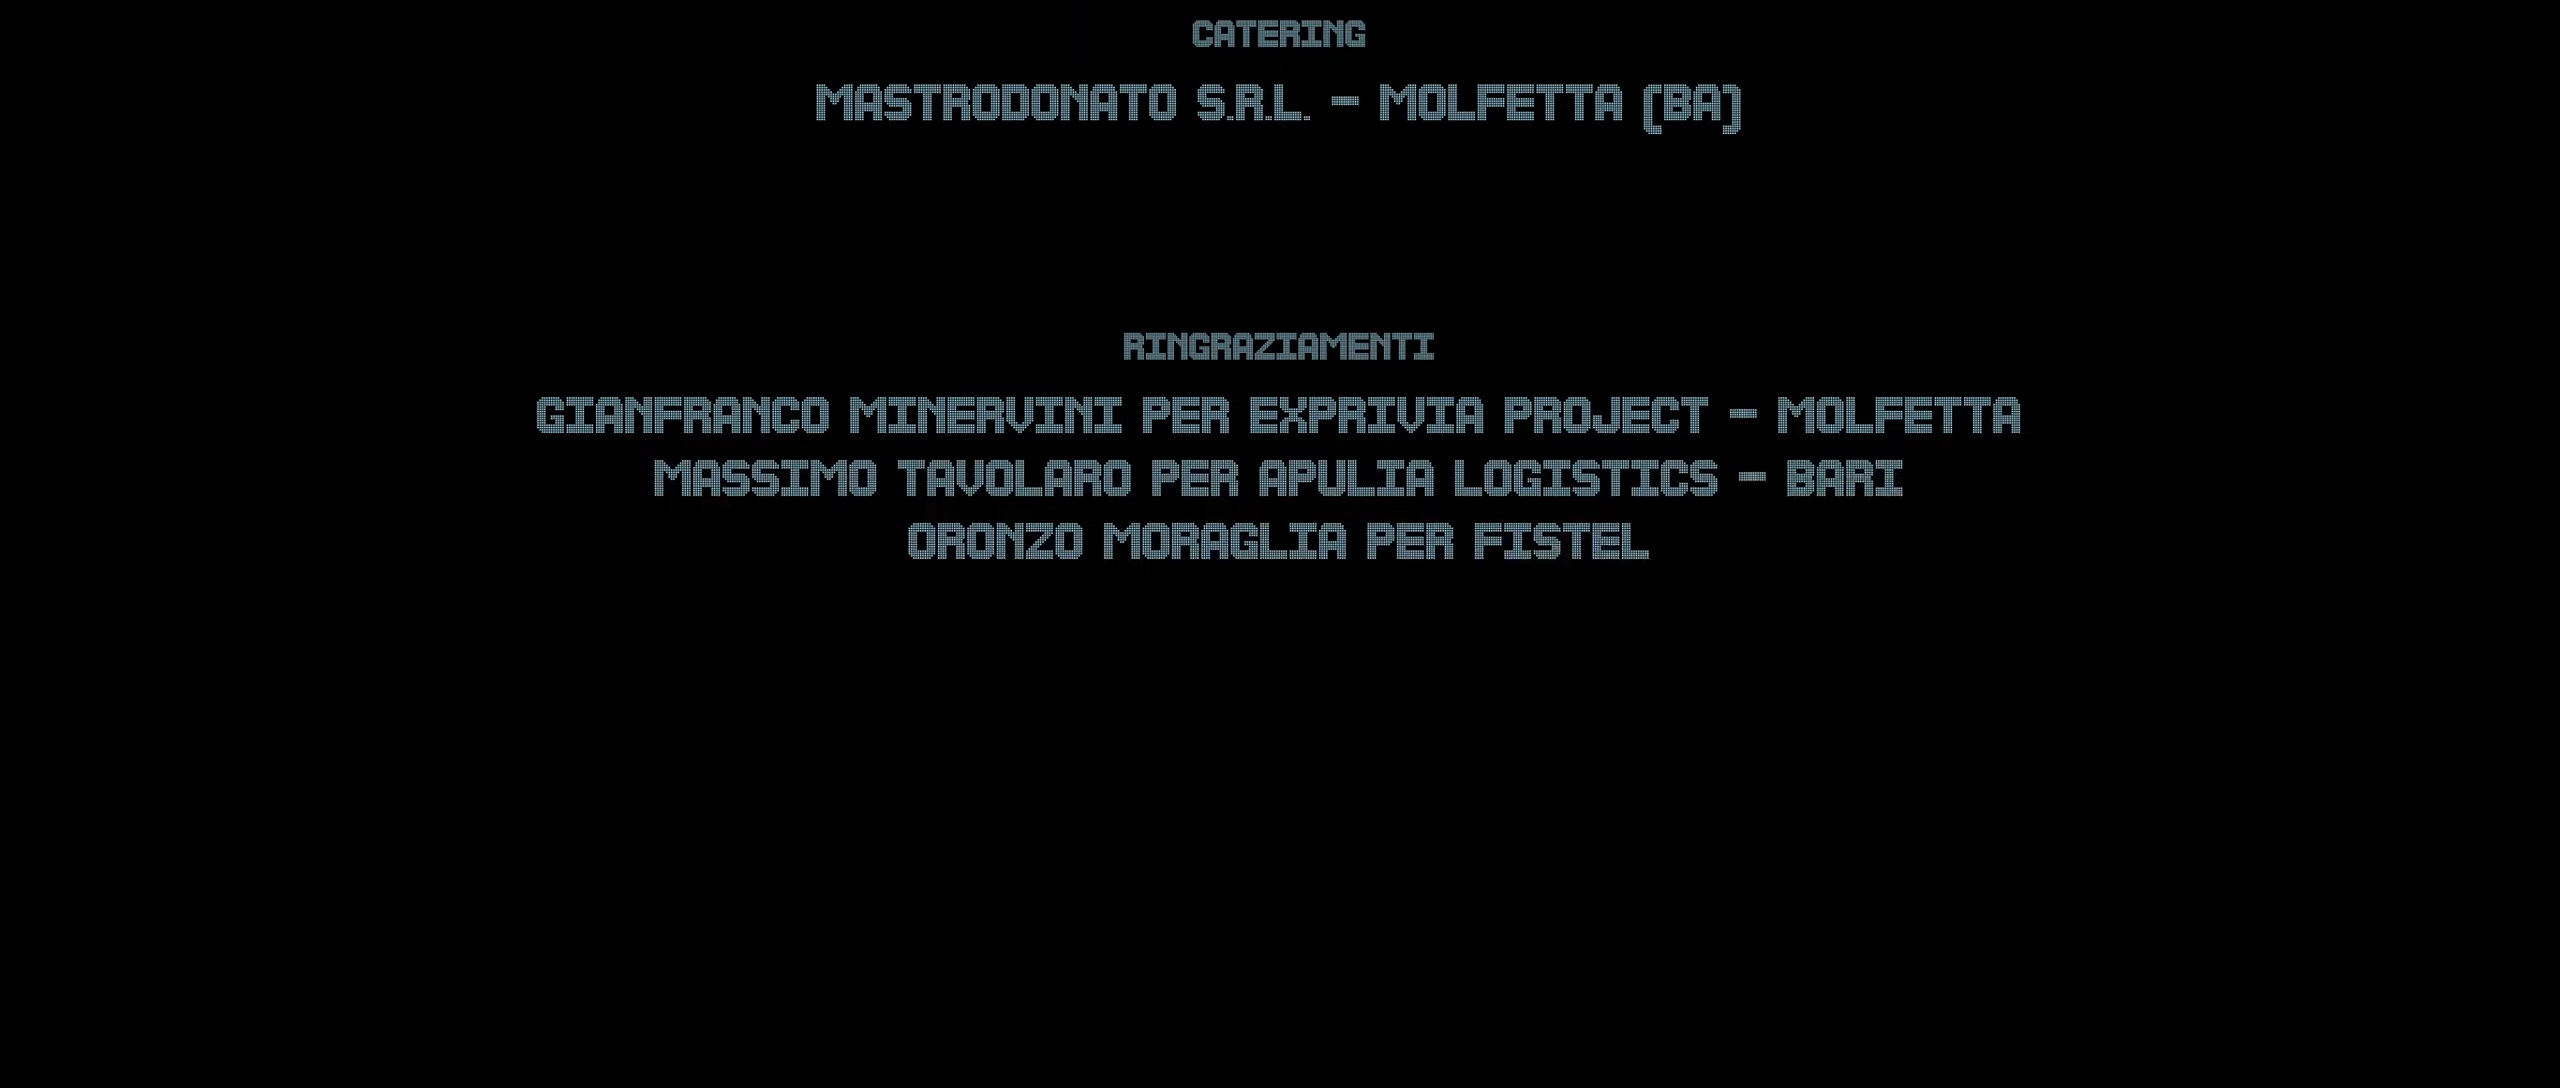 CATERING
MASTRODONATO S.R.L. - MOLFETTA (BA)
RINGRAZIAMENTI
GIANFRANCO MINERVINI PER EXPRIVIA PROJECT - MOLFETTA
MASSIMO TAVOLARO PER APULIA LOGISTICS - BARI
ORONZO MORAGLIA PER FISTEL